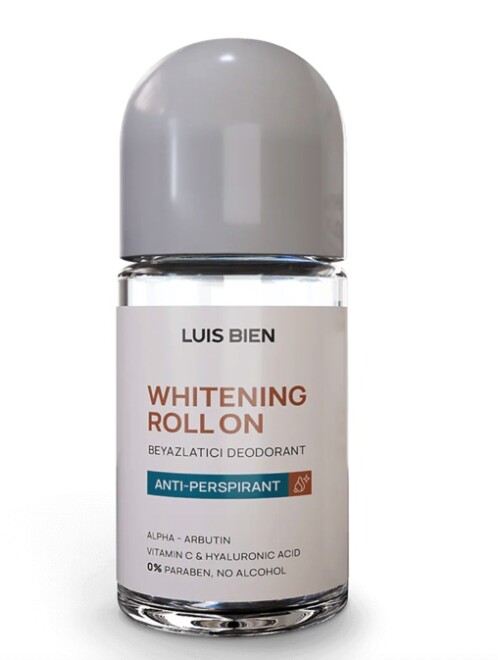 LUIS BIEN
WHITENING
ROLL ON
BEYAZLATICI DEODORANT
ANTI-PERSPIRANT
ALPHA - ARBUTIN
VITAMIN C & HYALURONIC ACID
0% PARABEN, NO ALCOHOL